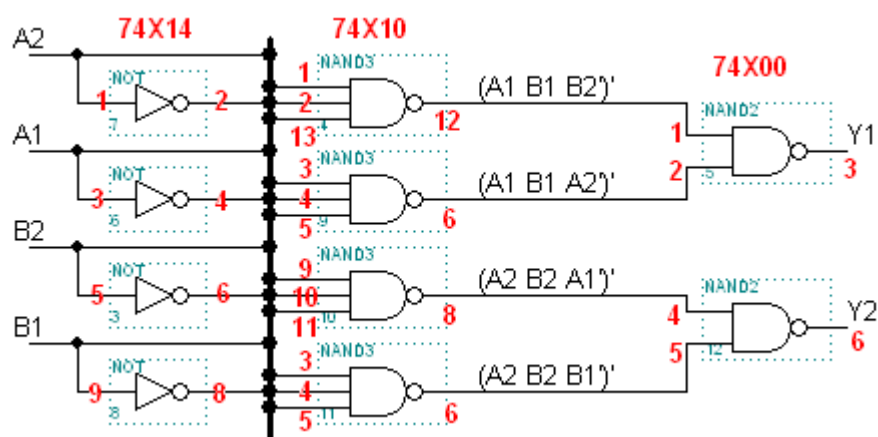 74X14
74X10
74X00
A2
NOT
1
2
7
NAND3
1
2
13
4
12
(A1 B1 B2')'
NAND2
1
2
5
Y1
3
A1
NOT
3
4
6
NAND3
3
4
5
9
6
(A1 B1 A2')'
B2
NOT
5
6
3
NAND3
9
10
11
10
8
(A2 B2 A1')'
NAND2
4
5
12
Y2
6
B1
NOT
9
8
8
NAND3
3
4
5
11
6
(A2 B2 B1')'